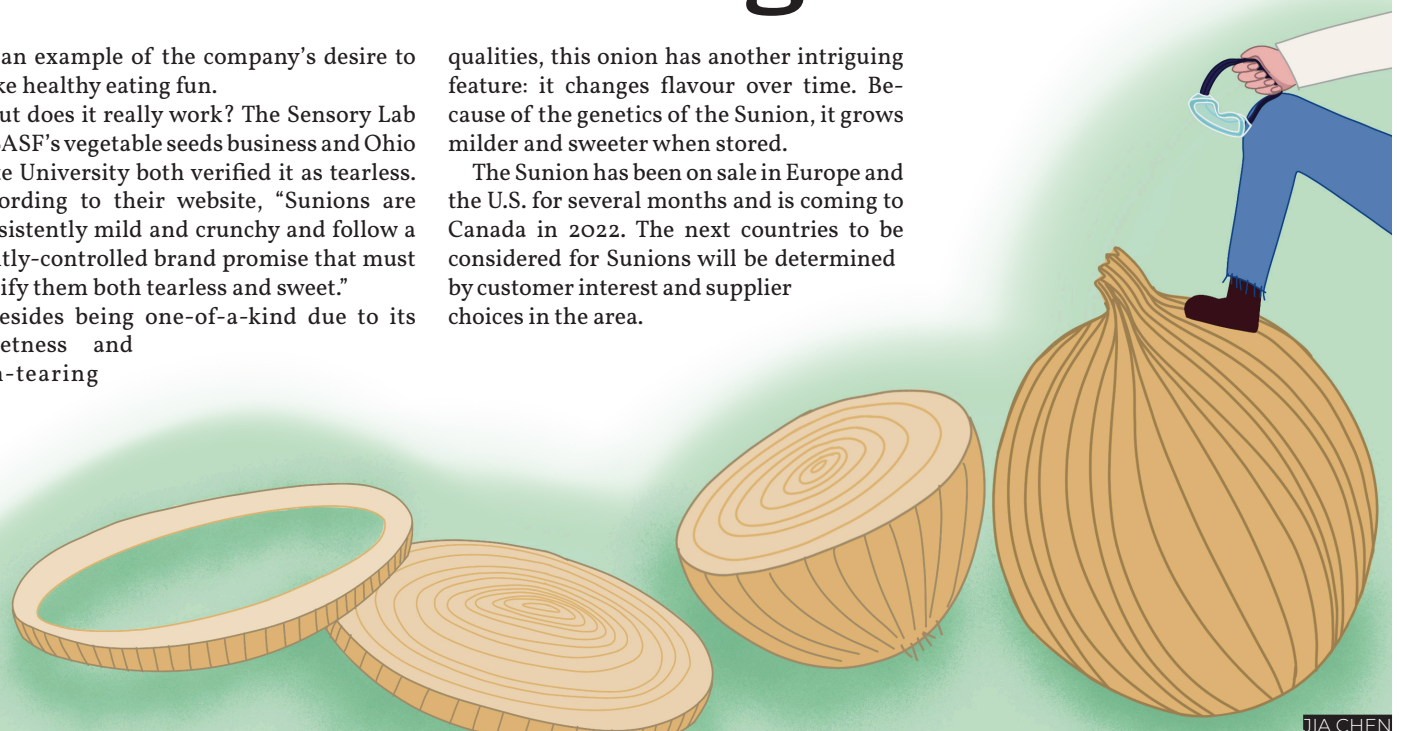 g
an example of the company's desire to
ke healthy eating fun.
ut does it really work? The Sensory Lab
ASF's vegetable seeds business and Ohio
te University both verified it as tearless.
ording to their website, "Sunions are
sistently mild and crunchy and follow a
tly-controlled brand promise that must
ify them both tearless and sweet."
esides being one-of-a-kind due to its
etness and
n-tearing
qualities, this onion has another intriguing
feature: it changes flavour over time. Be-
cause of the genetics of the Sunion, it grows
milder and sweeter when stored.
The Sunion has been on sale in Europe and
the U.S. for several months and is coming to
Canada in 2022. The next countries to be
considered for Sunions will be determined
by customer interest and supplier
choices in the area.
JIA CHEN